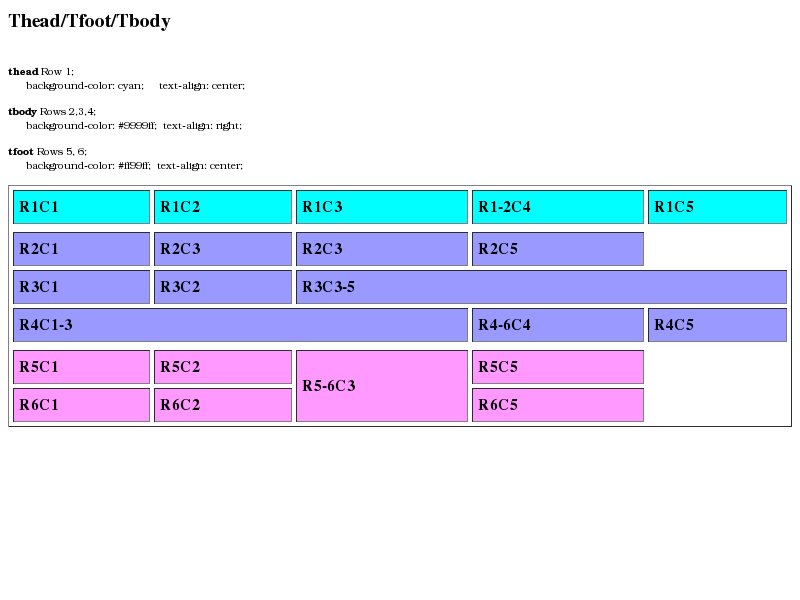 Thead/Tfoot/Tbody
thead Row 1;
background-color: cyan; text-align: center;
tbody Rows 2,3,4;
background-color: #9999ff; text-align: right;
tfoot Rows 5, 6;
background-color: #ff99ff; text-align: center;
R1C1 R1C2 R1C3 R1-2C4 R1C5
R2C1 R2C3 R2C3 R2C5
R3C1 R3C2 R3C3-5
R4C1-3 R4-6C4 R4C5
R5C1 R5C2 R5-6C3 R5C5
R6C1 R6C2 R6C5